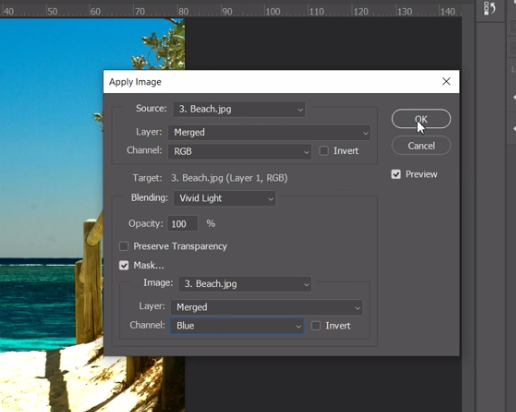 40 50 60 70 80 90 100 110 120 130 140
Apply Image
Source: 3. Beach.jpg
OK
Layer: Merged
Cancel
Channel: RGB Invert
Preview
Target: 3. Beach.jpg (Layer 1, RGB)
Blending: Vivid Light
Opacity: 100 %
Preserve Transparency
Mask...
Image: 3. Beach.jpg
Layer: Merged
Channel: Blue Invert